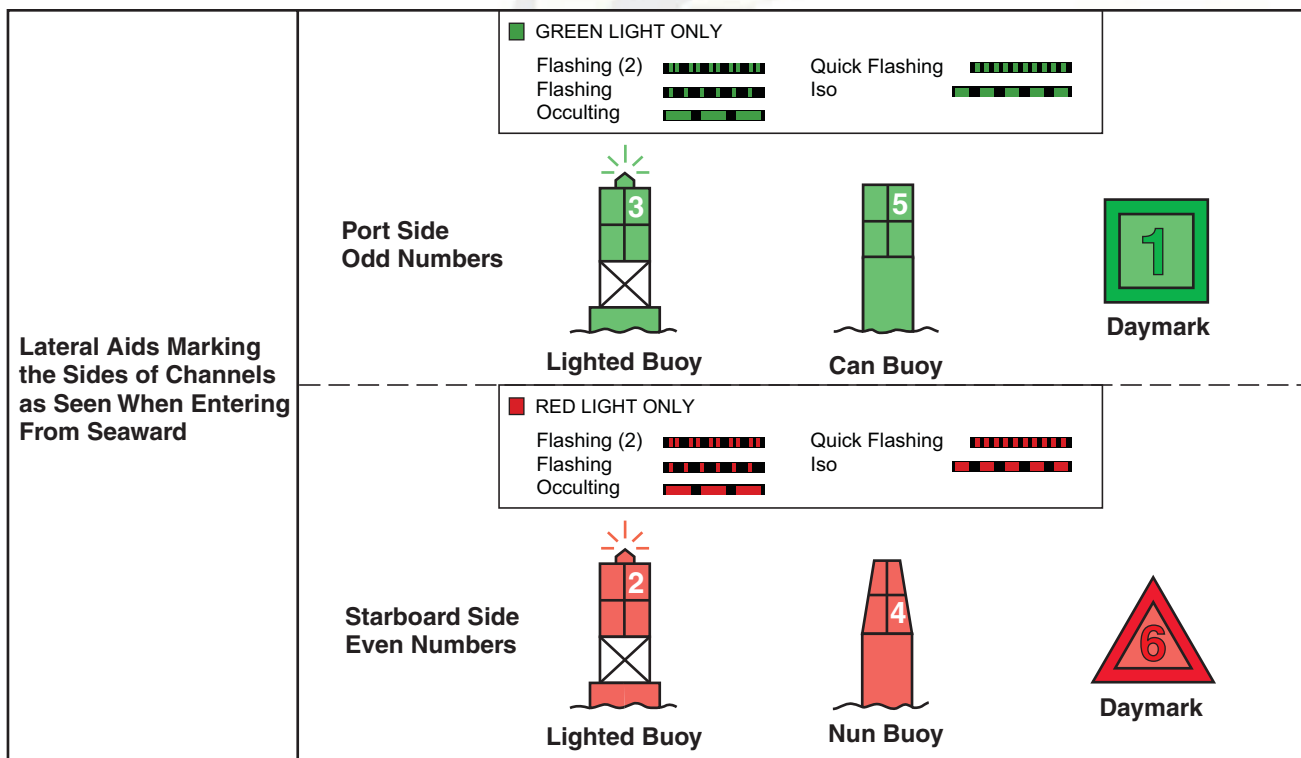 GREEN LIGHT ONLY
Flashing (2)
Quick Flashing
Flashing
Iso
Occulting
Port Side
Odd Numbers
3
5
1
Lighted Buoy
Can Buoy
Daymark
Lateral Aids Marking
the Sides of Channels
as Seen When Entering
From Seaward
RED LIGHT ONLY
Flashing (2)
Quick Flashing
Flashing
Iso
Occulting
Starboard Side
Even Numbers
2
4
6
Lighted Buoy
Nun Buoy
Daymark